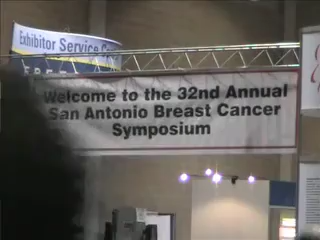 Exhibitor Service
Welcome to the 32nd Annual
San Antonio Breast Cancer
Symposium